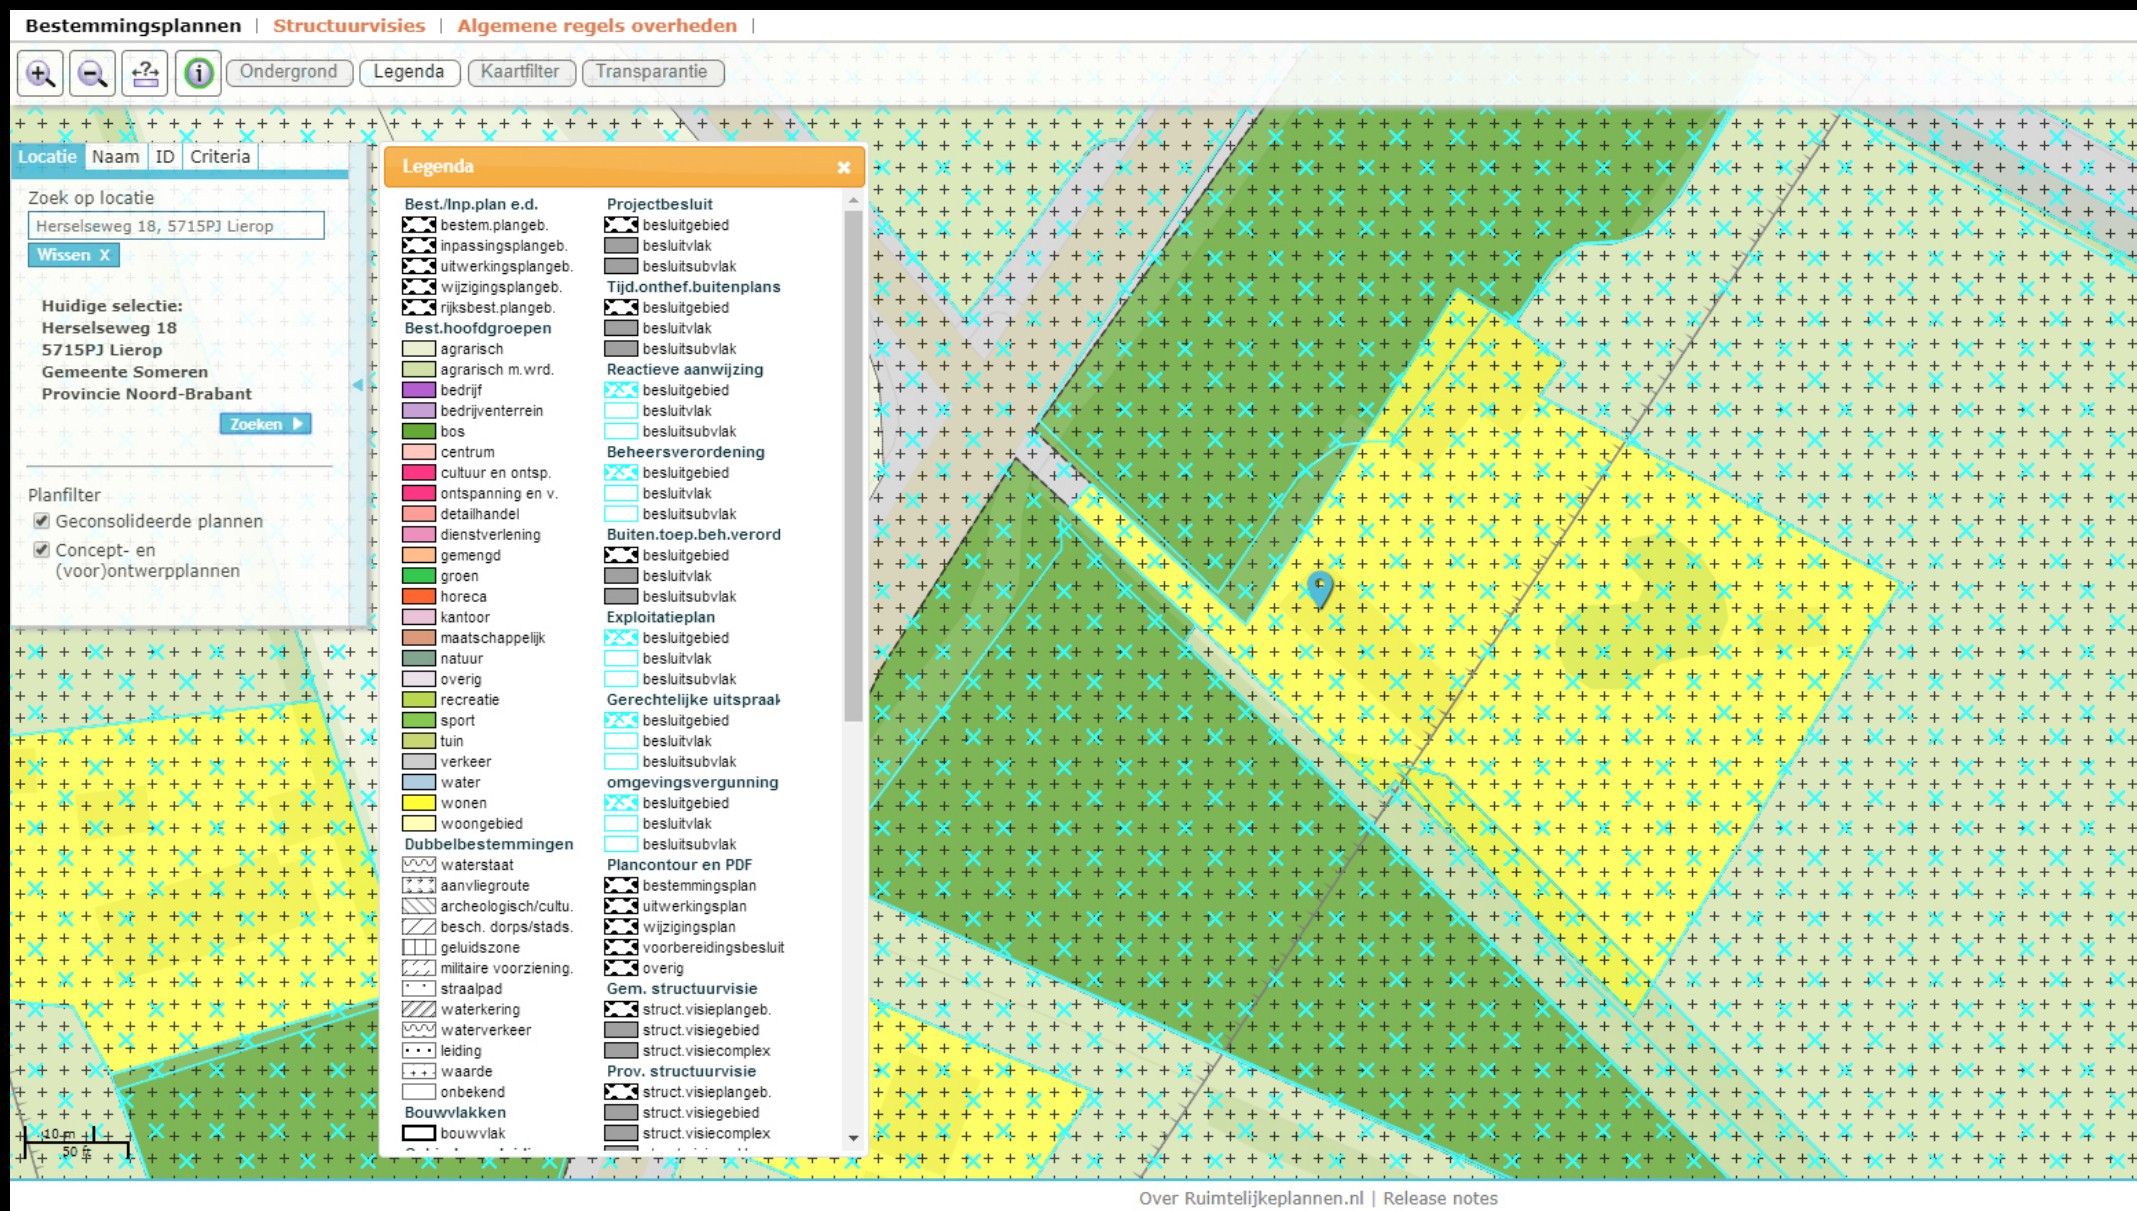 Bestemmingsplannen | Structuurvisies | Algemene regels overheden |
Ondergrond Legenda Kaartfilter Transparantie
Locatie Naam ID Criteria
Zoek op locatie
Herselseweg 18, 5715PJ Lierop
Wissen X
Huidige selectie:
Herselseweg 18
5715PJ Lierop
Gemeente Someren
Provincie Noord-Brabant
Zoeken
Planfilter
Geconsolideerde plannen
Concept- en
(voor)ontwerpplannen
10 m
50 ft
Legenda
Best./Inp.plan e.d.
bestem.plangeb.
inpassingsplangeb.
uitwerkingsplangeb.
wijzigingsplangeb.
rijksbest.plangeb.
Best.hoofdgroepen
agrarisch
agrarisch m.wrd.
bedrijf
bedrijventerrein
bos
centrum
cultuur en ontsp.
ontspanning en v.
detailhandel
dienstverlening
gemengd
groen
horeca
kantoor
maatschappelijk
natuur
overig
recreatie
sport
tuin
verkeer
water
wonen
woongebied
Dubbelbestemmingen
waterstaat
aanvliegroute
archeologisch/cultu.
besch. dorps/stads.
geluidszone
militaire voorziening.
straalpad
waterkering
waterverkeer
leiding
waarde
onbekend
Bouwvlakken
bouwvlak
Projectbesluit
besluitgebied
besluitvlak
besluitsubvlak
Tijd.onthef.buitenplans
besluitgebied
besluitvlak
besluitsubvlak
Reactieve aanwijzing
besluitgebied
besluitvlak
besluitsubvlak
Beheersverordening
besluitgebied
besluitvlak
besluitsubvlak
Buiten.toep.beh.verord
besluitgebied
besluitvlak
besluitsubvlak
Exploitatieplan
besluitgebied
besluitvlak
besluitsubvlak
Gerechtelijke uitspraak
besluitgebied
besluitvlak
besluitsubvlak
omgevingsvergunning
besluitgebied
besluitvlak
besluitsubvlak
Plancontour en PDF
bestemmingsplan
uitwerkingsplan
wijzigingsplan
voorbereidingsbesluit
overig
Gem. structuurvisie
struct.visieplangeb.
struct.visiegebied
struct.visiecomplex
Prov. structuurvisie
struct.visieplangeb.
struct.visiegebied
struct.visiecomplex
Over Ruimtelijkeplannen.nl | Release notes